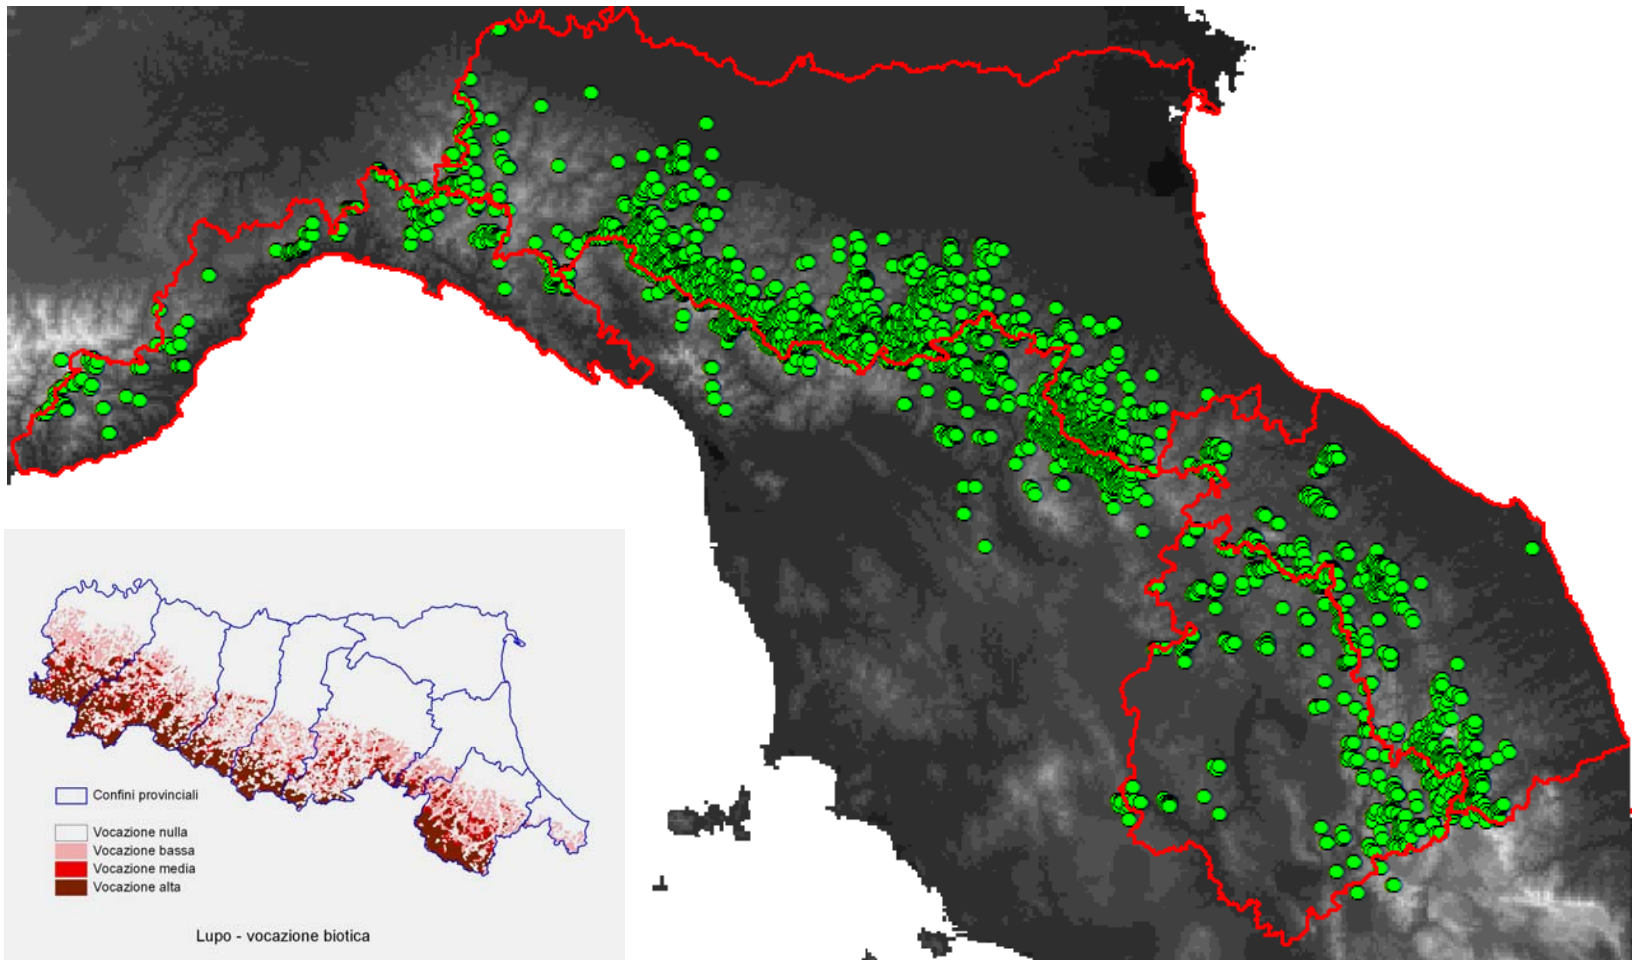 Confini provinciali
Vocazione nulla
Vocazione bassa
Vocazione media
Vocazione alta
Lupo - vocazione biotica